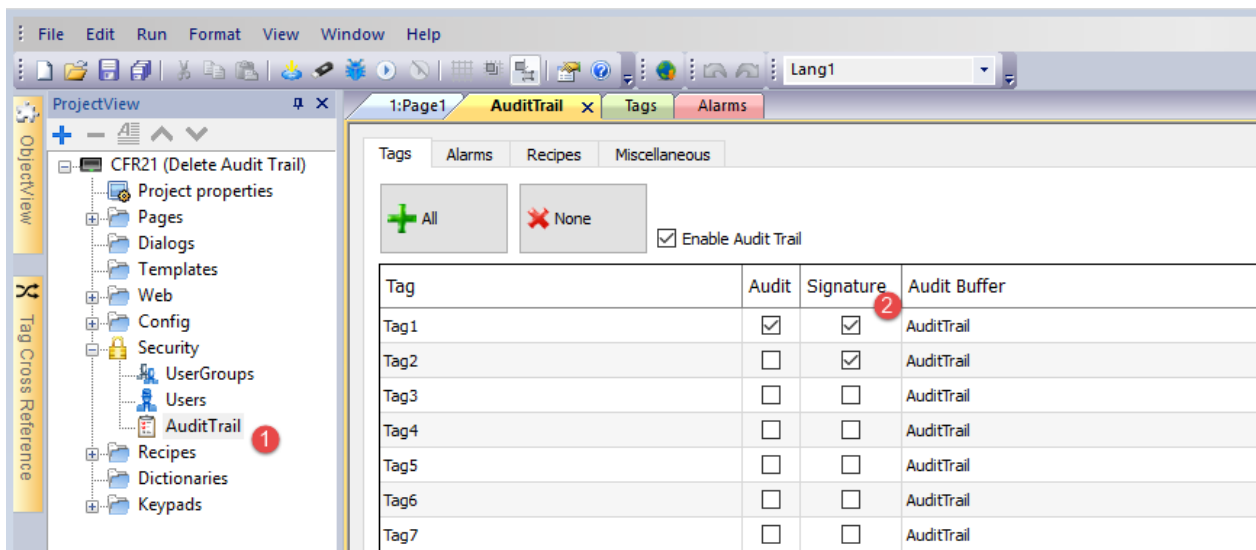 File Edit Run Format View Window Help
Lang1
ObjectView
Tag Cross Reference
ProjectView
CFR21 (Delete Audit Trail)
Project properties
Pages
Dialogs
Templates
Web
Config
Security
UserGroups
Users
AuditTrail
1
Recipes
Dictionaries
Keypads
1:Page1 AuditTrail x Tags Alarms
Tags Alarms Recipes Miscellaneous
All None Enable Audit Trail
Tag Audit Signature Audit Buffer
2
Tag1 AuditTrail
Tag2 AuditTrail
Tag3 AuditTrail
Tag4 AuditTrail
Tag5 AuditTrail
Tag6 AuditTrail
Tag7 AuditTrail